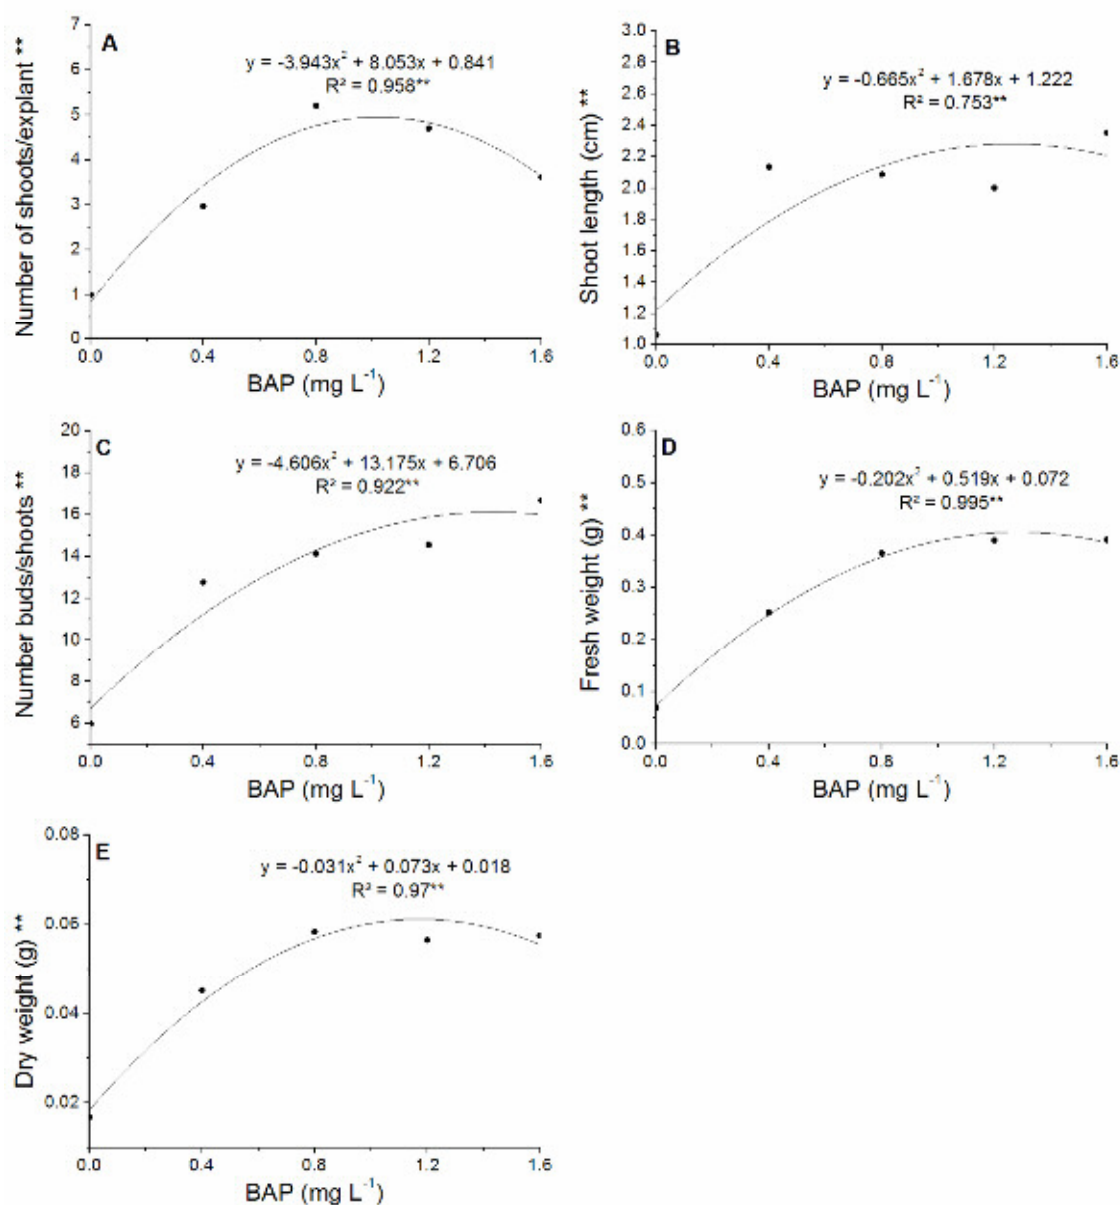 A
y = -3.943x² + 8.053x + 0.841
R² = 0.958**
Number of shoots/explant **
7
6
5
4
3
2
1
0
0.0 0.4 0.8 1.2 1.6
BAP (mg L⁻¹)
B
y = -0.665x² + 1.678x + 1.222
R² = 0.753**
Shoot length (cm) **
3.0
2.8
2.6
2.4
2.2
2.0
1.8
1.6
1.4
1.2
1.0
0.0 0.4 0.8 1.2 1.6
BAP (mg L⁻¹)
C
y = -4.606x² + 13.175x + 6.706
R² = 0.922**
Number buds/shoots **
20
18
16
14
12
10
8
6
0.0 0.4 0.8 1.2 1.6
BAP (mg L⁻¹)
D
y = -0.202x² + 0.519x + 0.072
R² = 0.995**
Fresh weight (g) **
0.6
0.5
0.4
0.3
0.2
0.1
0.0
0.0 0.4 0.8 1.2 1.6
BAP (mg L⁻¹)
E
y = -0.031x² + 0.073x + 0.018
R² = 0.97**
Dry weight (g) **
0.08
0.06
0.04
0.02
0.0 0.4 0.8 1.2 1.6
BAP (mg L⁻¹)